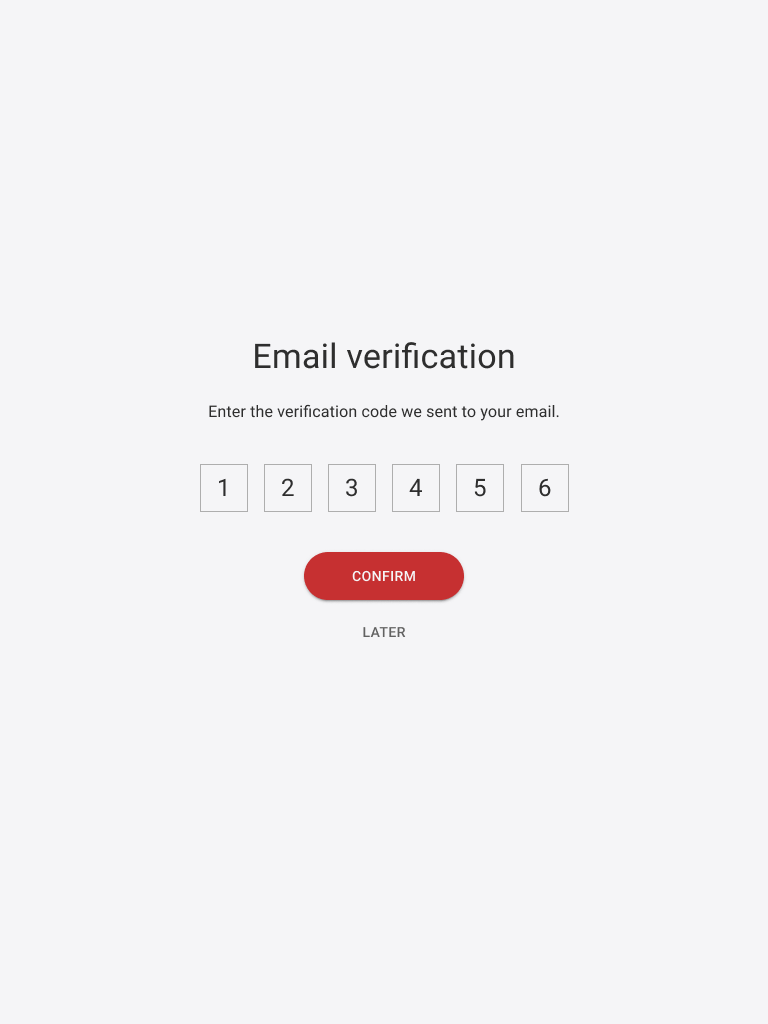 Email verification
Enter the verification code we sent to your email.
1 2 3 4 5 6
CONFIRM
LATER